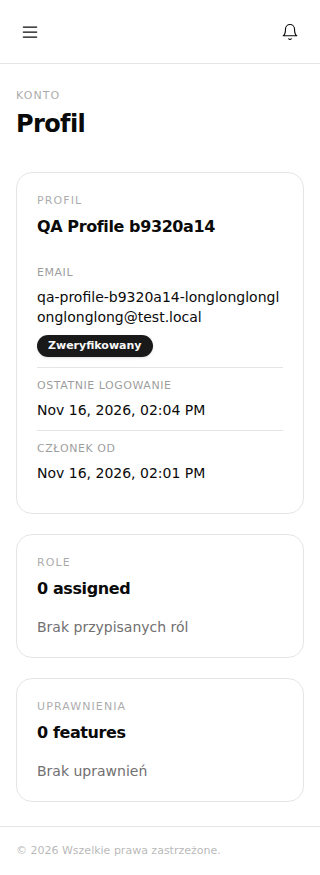 KONTO
Profil
PROFIL
QA Profile b9320a14
EMAIL
qa-profile-b9320a14-longlonglongl
onglonglong@test.local
Zweryfikowany
OSTATNIE LOGOWANIE
Nov 16, 2026, 02:04 PM
CZŁONEK OD
Nov 16, 2026, 02:01 PM
ROLE
0 assigned
Brak przypisanych ról
UPRAWNIENIA
0 features
Brak uprawnień
© 2026 Wszelkie prawa zastrzeżone.